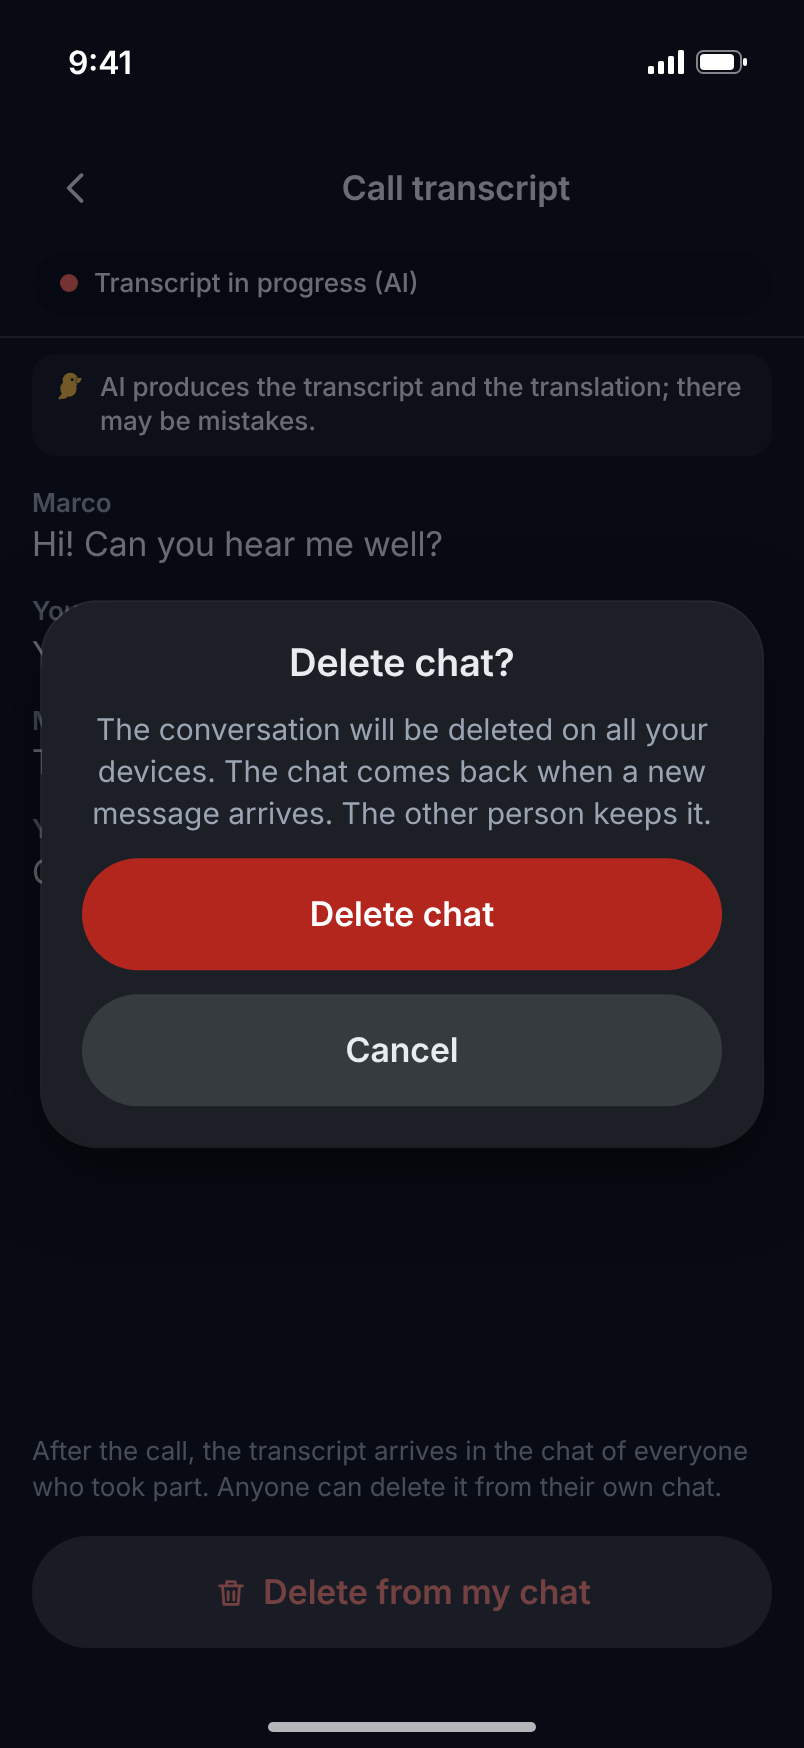 9:41
Call transcript
Transcript in progress (AI)
AI produces the transcript and the translation; there
may be mistakes.
Marco
Hi! Can you hear me well?
You
Delete chat?
The conversation will be deleted on all your
devices. The chat comes back when a new
message arrives. The other person keeps it.
Delete chat
Cancel
After the call, the transcript arrives in the chat of everyone
who took part. Anyone can delete it from their own chat.
Delete from my chat